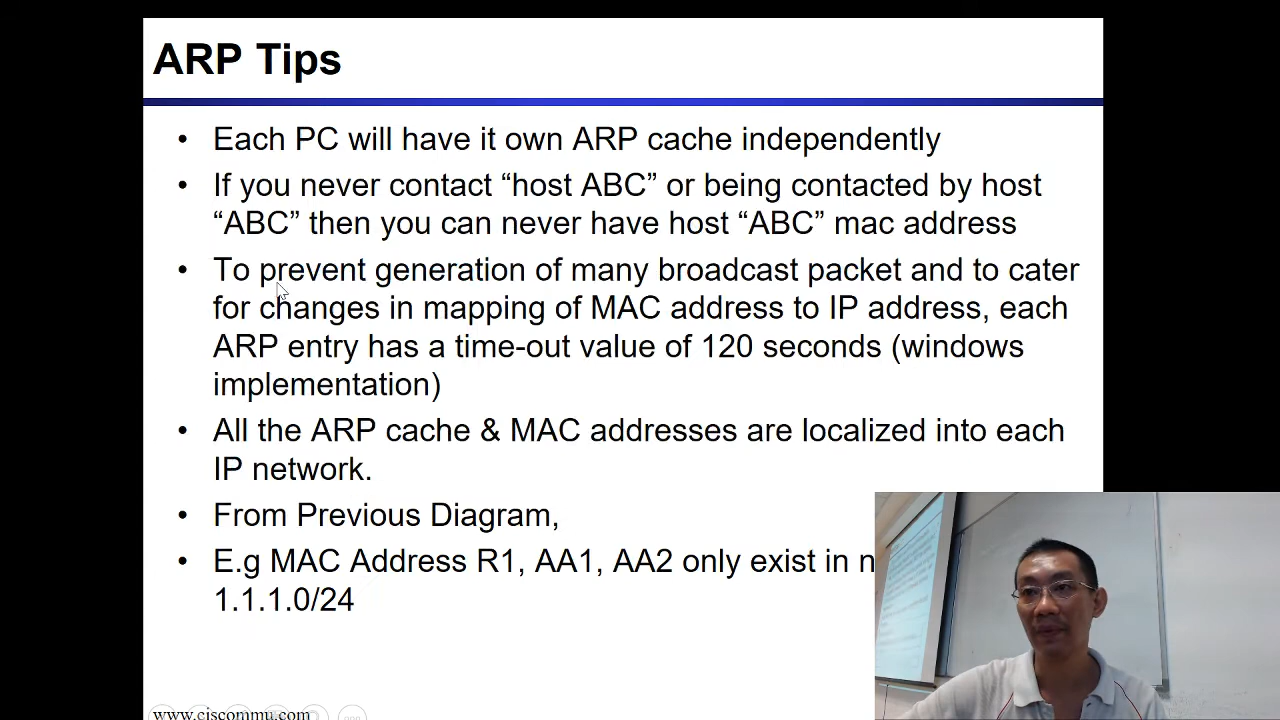 ARP Tips
• Each PC will have it own ARP cache independently
• If you never contact “host ABC” or being contacted by host
“ABC” then you can never have host “ABC” mac address
• To prevent generation of many broadcast packet and to cater
for changes in mapping of MAC address to IP address, each
ARP entry has a time-out value of 120 seconds (windows
implementation)
• All the ARP cache & MAC addresses are localized into each
IP network.
• From Previous Diagram,
• E.g MAC Address R1, AA1, AA2 only exist in n
1.1.1.0/24
www.ciscommu.com